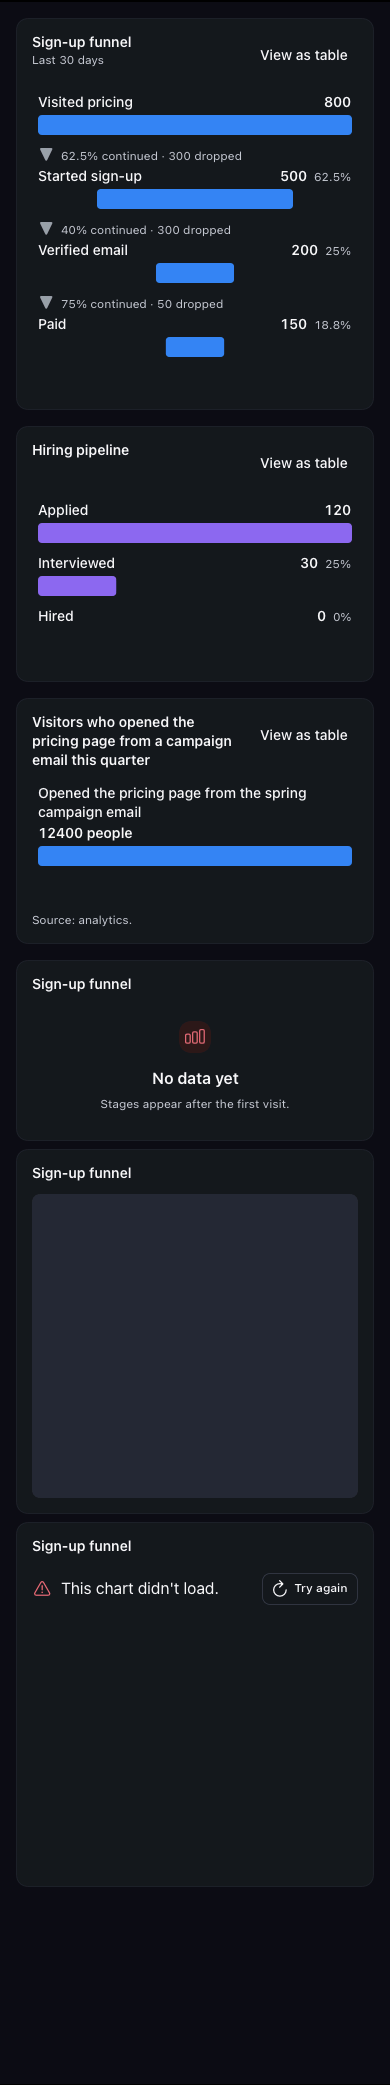 Sign-up funnel
Last 30 days
View as table
Visited pricing 800
62.5% continued · 300 dropped
Started sign-up 500 62.5%
40% continued · 300 dropped
Verified email 200 25%
75% continued · 50 dropped
Paid 150 18.8%
Hiring pipeline
View as table
Applied 120
Interviewed 30 25%
Hired 0 0%
Visitors who opened the
pricing page from a campaign
email this quarter
View as table
Opened the pricing page from the spring
campaign email
12400 people
Source: analytics.
Sign-up funnel
No data yet
Stages appear after the first visit.
Sign-up funnel
Sign-up funnel
This chart didn't load.
Try again